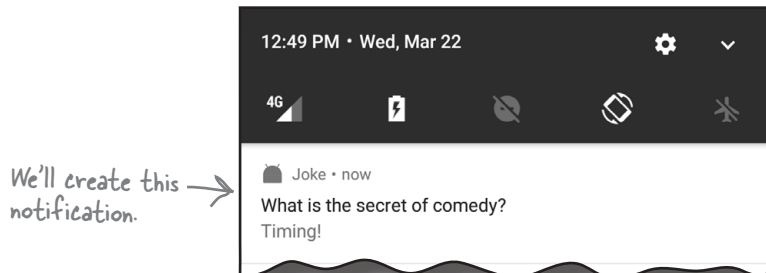 12:49 PM • Wed, Mar 22
4G
We'll create this
notification.
Joke • now
What is the secret of comedy?
Timing!